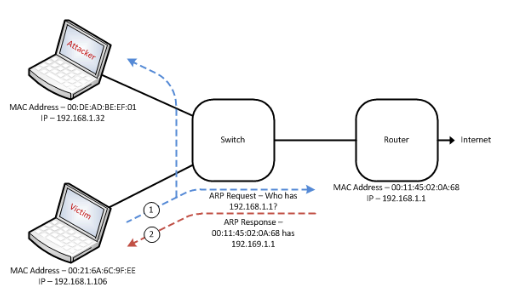 Attacker
MAC Address – 00:DE:AD:BE:EF:01
IP – 192.168.1.32
Switch
Router
Internet
MAC Address – 00:11:45:02:0A:68
IP – 192.168.1.1
ARP Request – Who has
192.168.1.1?
1
ARP Response –
00:11:45:02:0A:68 has
192.169.1.1
2
Victim
MAC Address – 00:21:6A:6C:9F:EE
IP – 192.168.1.106